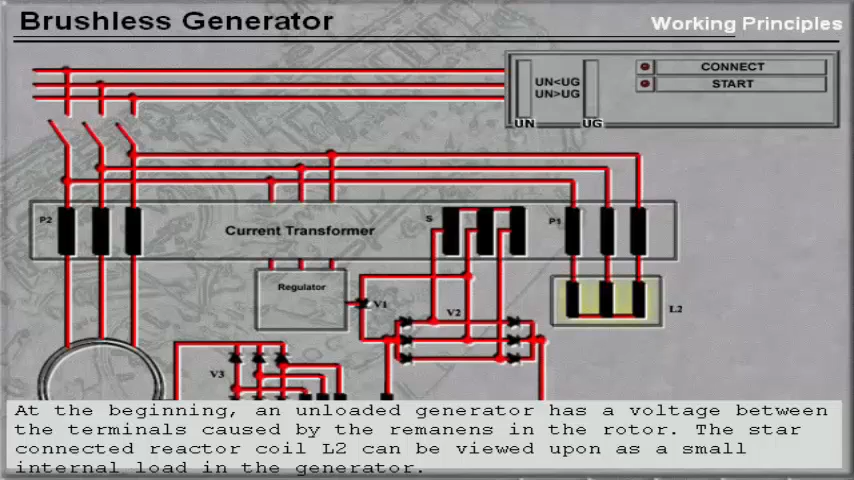 Brushless Generator
Working Principles
CONNECT
UN<UG
START
UN>UG
UN
UG
P2
Current Transformer
S
P1
Regulator
V1
V2
L2
V3
At the beginning, an unloaded generator has a voltage between
the terminals caused by the remanens in the rotor. The star
connected reactor coil L2 can be viewed upon as a small
internal load in the generator.